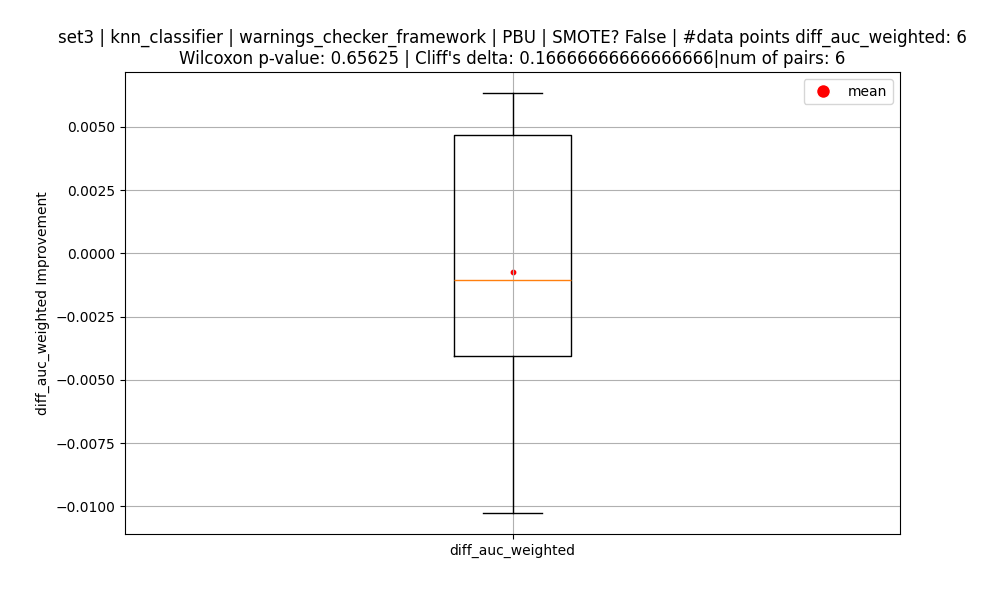 set3 | knn_classifier | warnings_checker_framework | PBU | SMOTE? False | #data points diff_auc_weighted: 6
Wilcoxon p-value: 0.65625 | Cliff's delta: 0.16666666666666666|num of pairs: 6
mean
0.0050
0.0025
0.0000
−0.0025
−0.0050
−0.0075
−0.0100
diff_auc_weighted Improvement
diff_auc_weighted